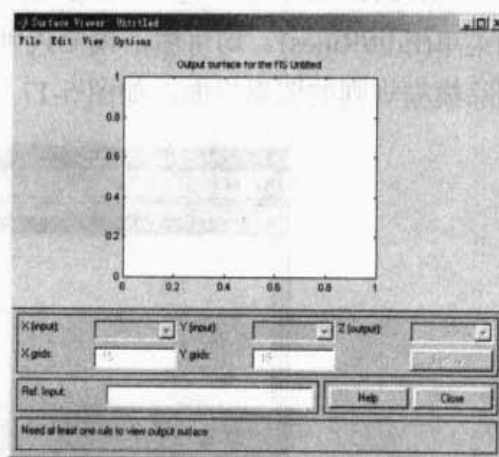 Surface Viewer: Untitled
File Edit View Options
Output surface for the FIS Untitled
1
0.8
0.6
0.4
0.2
0
0 0.2 0.4 0.6 0.8 1
X (input): Y (input): Z (output):
X grids: 15 Y grids: 15
Ref. Input: Help Close
Need at least one rule to view output surface